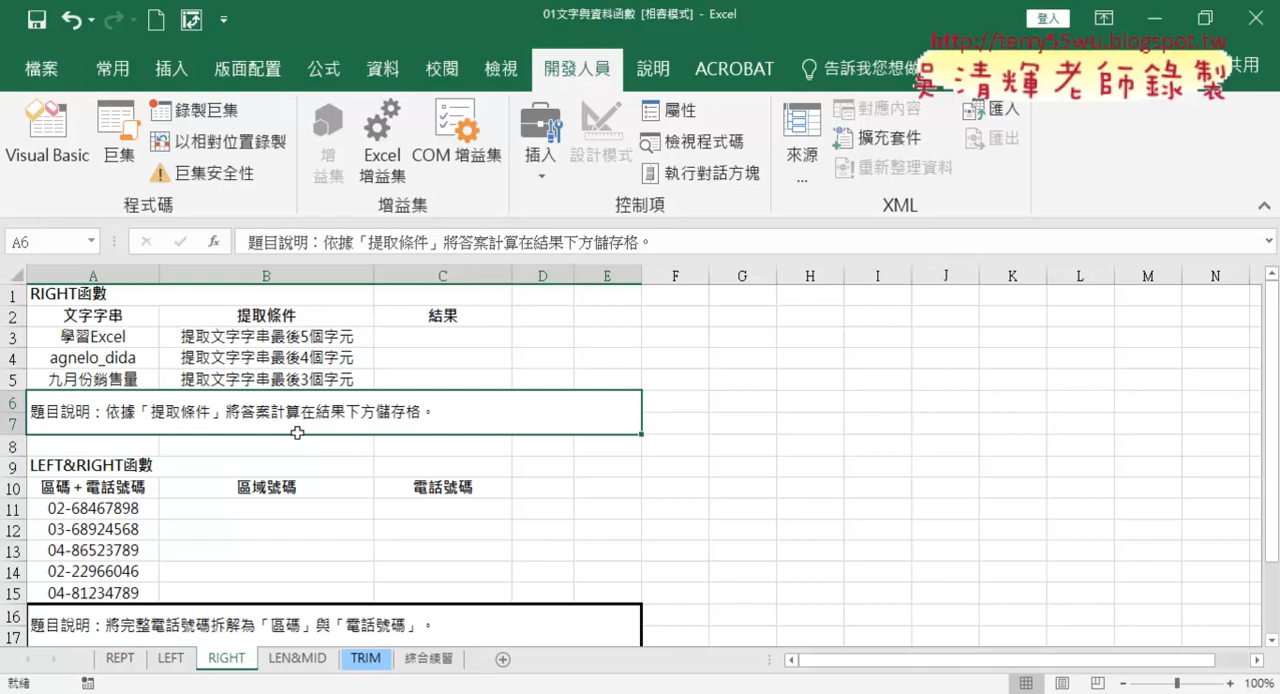 01文字與資料函數 [相容模式] - Excel
登入
http://terry55wu.blogspot.tw
吳清輝老師錄製
檔案 常用 插入 版面配置 公式 資料 校閱 檢視 開發人員 說明 ACROBAT 告訴我您想做 共用
Visual Basic
巨集
錄製巨集
以相對位置錄製
巨集安全性
程式碼
增益集
Excel 增益集
COM 增益集
增益集
插入
設計模式
屬性
檢視程式碼
執行對話方塊
控制項
來源...
對應內容
擴充套件
重新整理資料
匯入
匯出
XML
A6 fx 題目說明：依據「提取條件」將答案計算在結果下方儲存格。
A B C D E F G H I J K L M N
1 RIGHT函數
2 文字字串 提取條件 結果
3 學習Excel 提取文字字串最後5個字元
4 agnelo_dida 提取文字字串最後4個字元
5 九月份銷售量 提取文字字串最後3個字元
6 題目說明：依據「提取條件」將答案計算在結果下方儲存格。
7
8
9 LEFT&RIGHT函數
10 區碼＋電話號碼 區域號碼 電話號碼
11 02-68467898
12 03-68924568
13 04-86523789
14 02-22966046
15 04-81234789
16 題目說明：將完整電話號碼拆解為「區碼」與「電話號碼」。
17
REPT LEFT RIGHT LEN&MID TRIM 綜合練習
就緒 100%